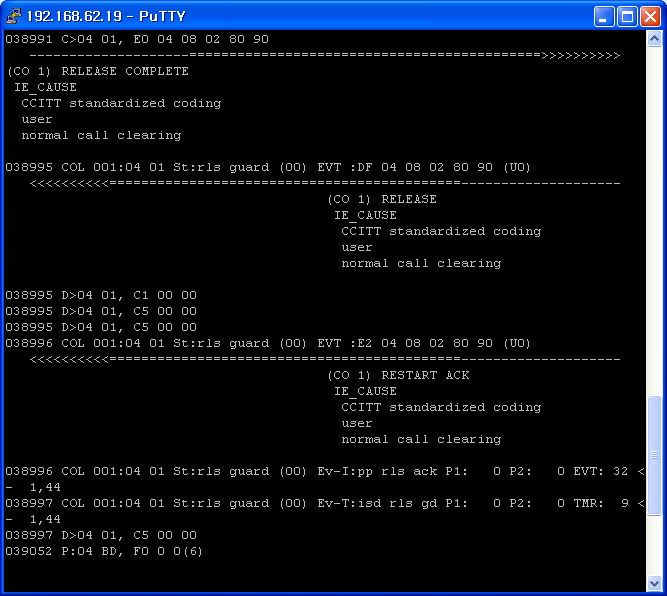 192.168.62.19 - PuTTY
038991 C>04 01, E0 04 08 02 80 90
--------------------============================================>>>>>>>>>>
(CO 1) RELEASE COMPLETE
IE_CAUSE
CCITT standardized coding
user
normal call clearing
038995 COL 001:04 01 St:rls guard (00) EVT :DF 04 08 02 80 90 (U0)
<<<<<<<<<<============================================--------------------
(CO 1) RELEASE
IE_CAUSE
CCITT standardized coding
user
normal call clearing
038995 D>04 01, C1 00 00
038995 D>04 01, C5 00 00
038995 D>04 01, C5 00 00
038996 COL 001:04 01 St:rls guard (00) EVT :E2 04 08 02 80 90 (U0)
<<<<<<<<<<============================================--------------------
(CO 1) RESTART ACK
IE_CAUSE
CCITT standardized coding
user
normal call clearing
038996 COL 001:04 01 St:rls guard (00) Ev-I:pp rls ack P1:   0 P2:   0 EVT: 32 <
-  1,44
038997 COL 001:04 01 St:rls guard (00) Ev-T:isd rls gd P1:   0 P2:   0 TMR:  9 <
-  1,44
038997 D>04 01, C5 00 00
039052 P:04 BD, F0 0 0(6)